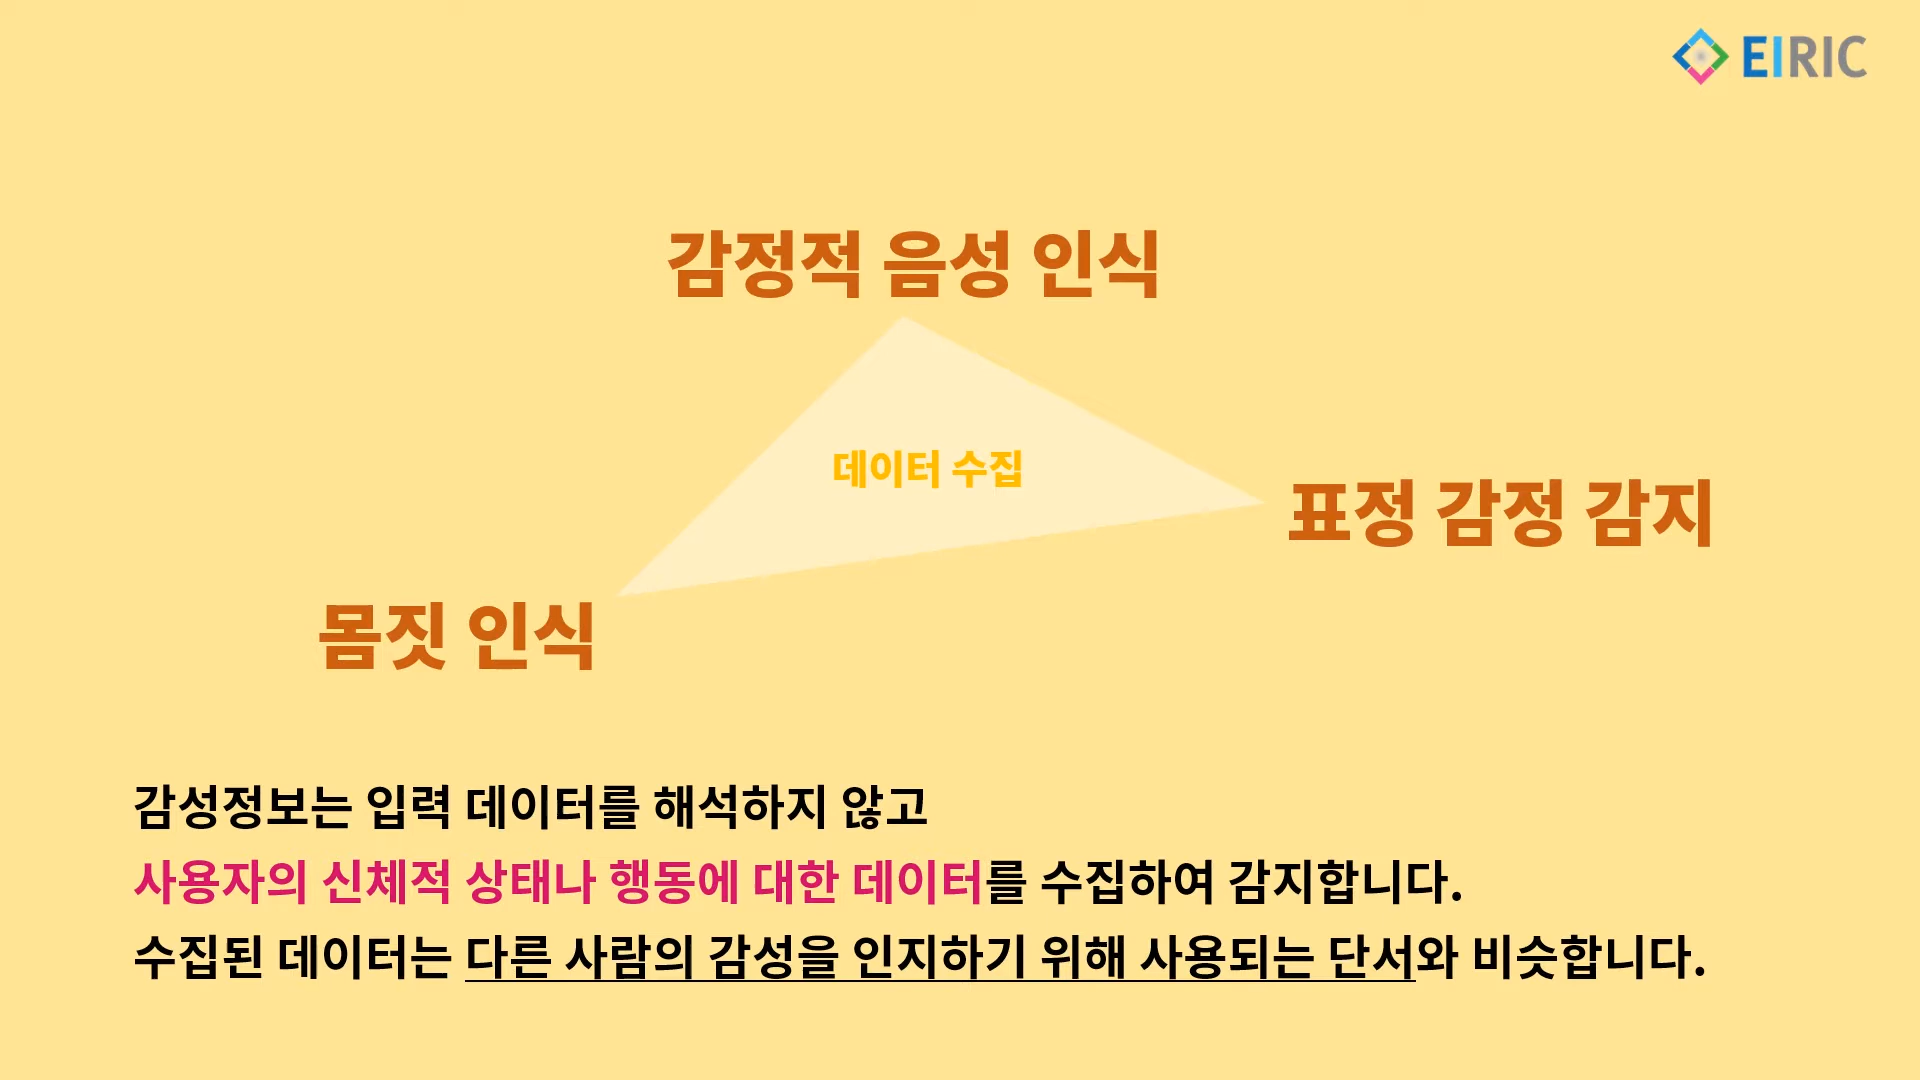 EIRIC
감정적 음성 인식
데이터 수집
표정 감정 감지
몸짓 인식
감성정보는 입력 데이터를 해석하지 않고
사용자의 신체적 상태나 행동에 대한 데이터를 수집하여 감지합니다.
수집된 데이터는 다른 사람의 감성을 인지하기 위해 사용되는 단서와 비슷합니다.